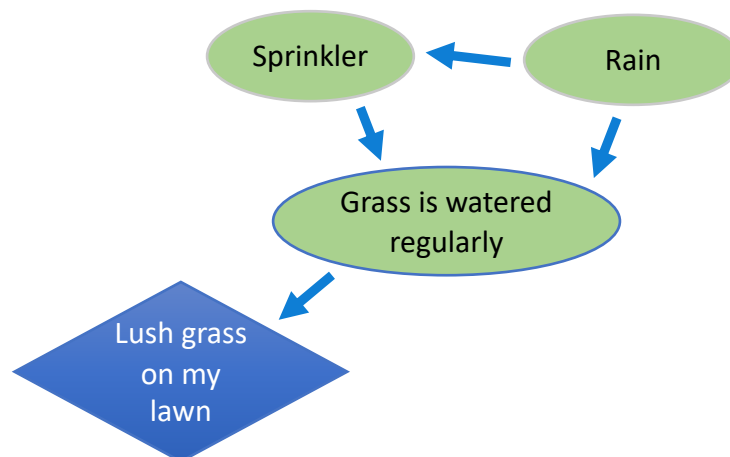 Sprinkler
Rain
Grass is watered
regularly
Lush grass
on my
lawn